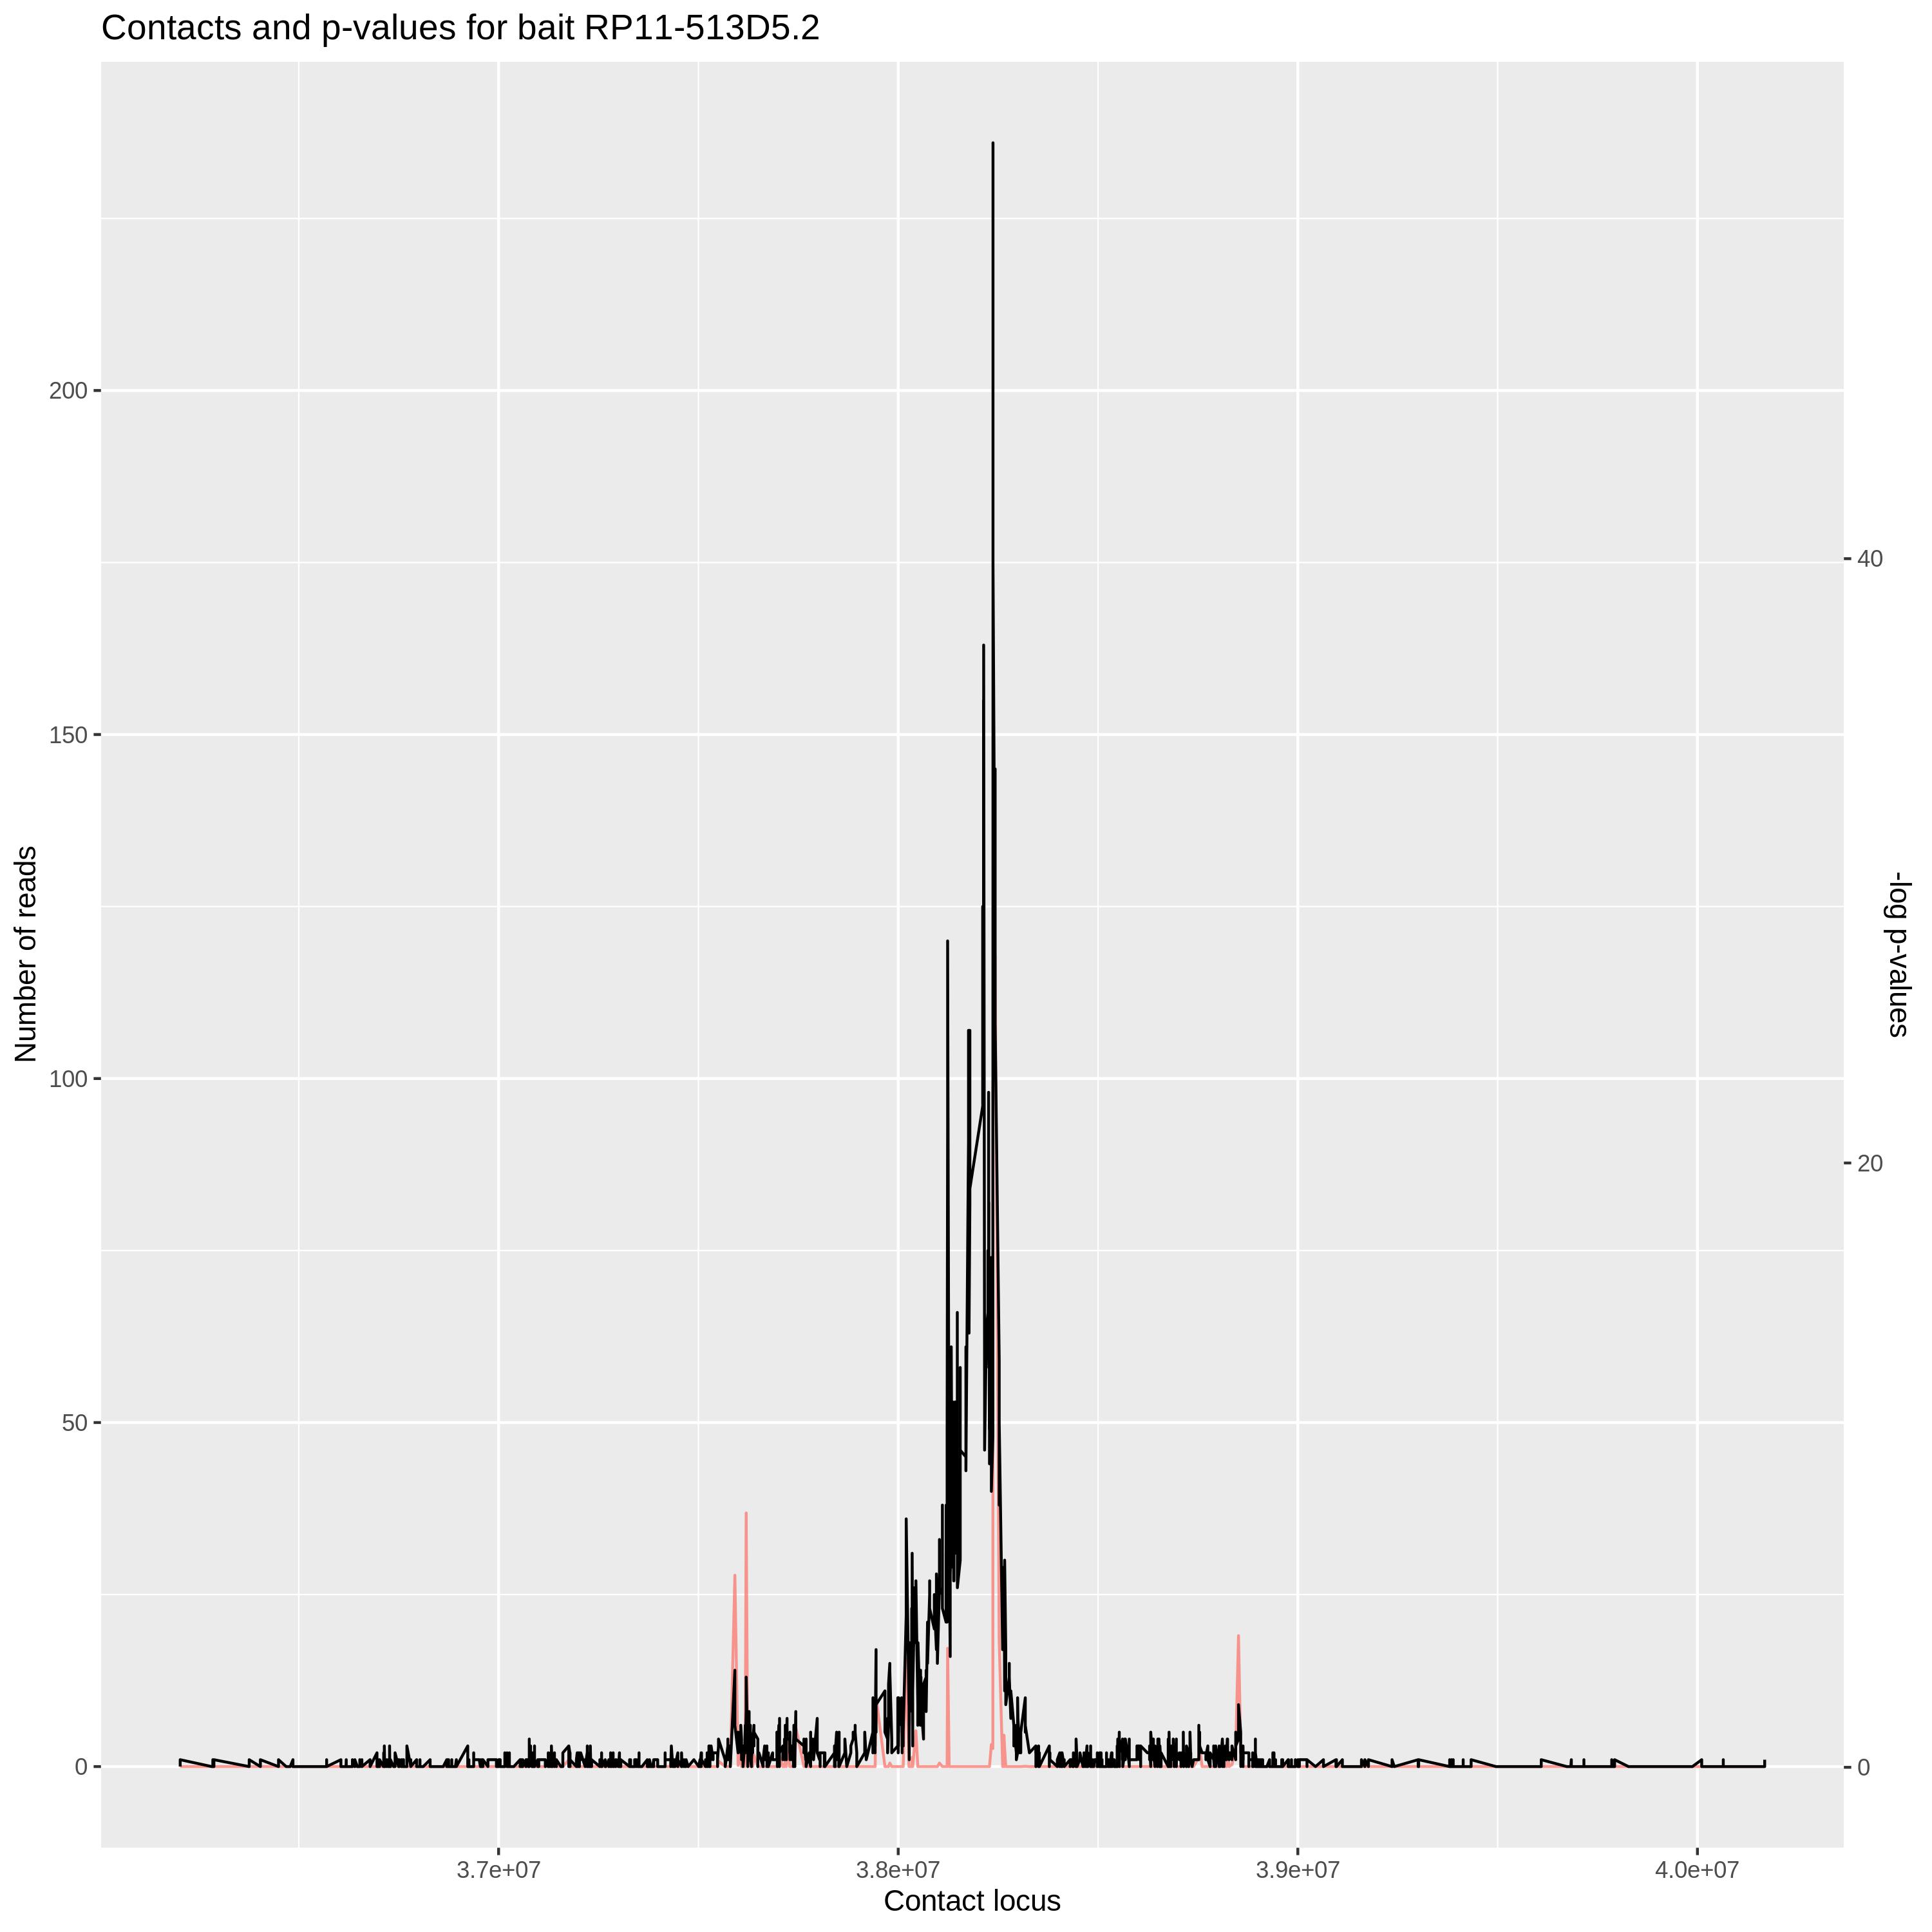 Contacts and p-values for bait RP11-513D5.2
200
150
100
50
0
Number of reads
40
20
0
-log p-values
3.7e+07
3.8e+07
3.9e+07
4.0e+07
Contact locus